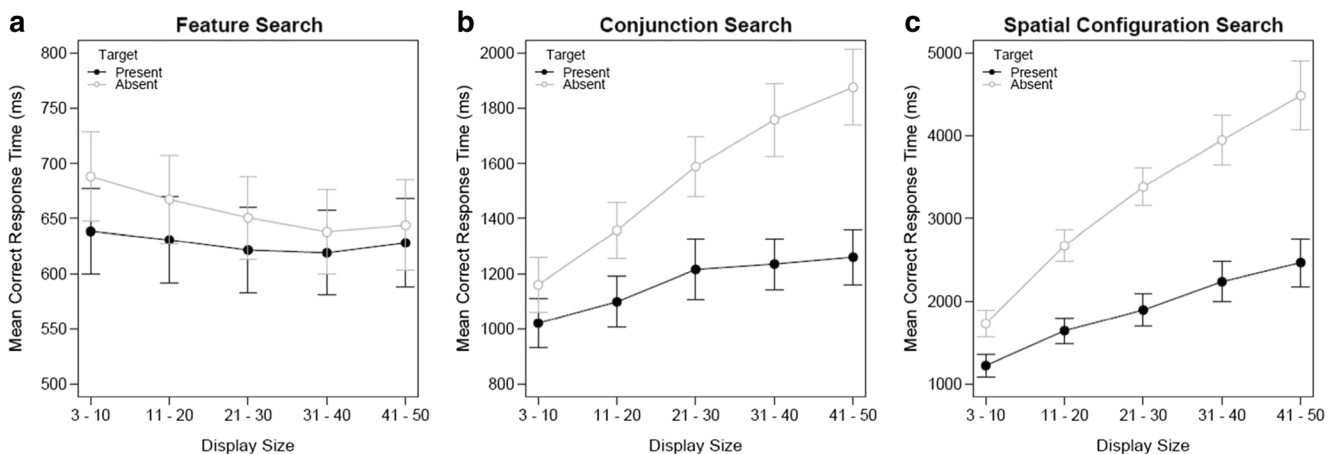 a
Feature Search
800
750
700
650
600
550
500
Mean Correct Response Time (ms)
Target
Present
Absent
3 - 10
11 - 20
21 - 30
31 - 40
41 - 50
Display Size
b
Conjunction Search
2000
1800
1600
1400
1200
1000
800
Mean Correct Response Time (ms)
Target
Present
Absent
3 - 10
11 - 20
21 - 30
31 - 40
41 - 50
Display Size
c
Spatial Configuration Search
5000
4000
3000
2000
1000
Mean Correct Response Time (ms)
Target
Present
Absent
3 - 10
11 - 20
21 - 30
31 - 40
41 - 50
Display Size